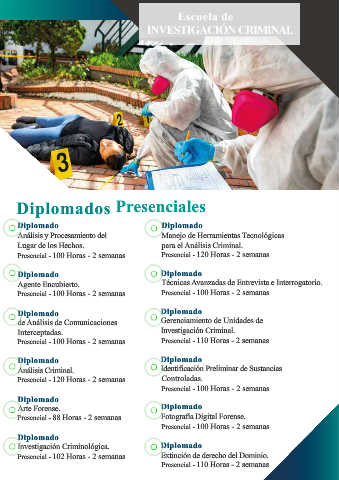 Escuela de
INVESTIGACIÓN CRIMINAL
2
3
Diplomados Presenciales
Diplomado
Análisis y Procesamiento del
Lugar de los Hechos.
Presencial - 100 Horas - 2 semanas
Diplomado
Agente Encubierto.
Presencial - 100 Horas - 2 semanas
Diplomado
de Análisis de Comunicaciones
Interceptadas.
Presencial - 100 Horas - 2 semanas
Diplomado
Análisis Criminal.
Presencial - 120 Horas - 2 semanas
Diplomado
Arte Forense.
Presencial - 88 Horas - 2 semanas
Diplomado
Investigación Criminológica.
Presencial - 102 Horas - 2 semanas
Diplomado
Manejo de Herramientas Tecnológicas
para el Análisis Criminal.
Presencial - 120 Horas - 2 semanas
Diplomado
Técnicas Avanzadas de Entrevista e Interrogatorio.
Presencial - 100 Horas - 2 semanas
Diplomado
Gerenciamiento de Unidades de
Investigación Criminal.
Presencial - 110 Horas - 2 semanas
Diplomado
Identificación Preliminar de Sustancias
Controladas.
Presencial - 100 Horas - 2 semanas
Diplomado
Fotografía Digital Forense.
Presencial - 100 Horas - 2 semanas
Diplomado
Extinción de derecho del Dominio.
Presencial - 110 Horas - 2 semanas